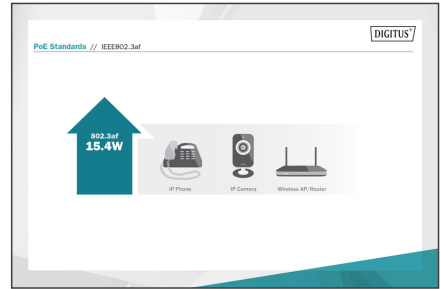 DIGITUS®
PoE Standards // IEEE802.3af
802.3af
15.4W
IP Phone IP Camera Wireless AP/Router